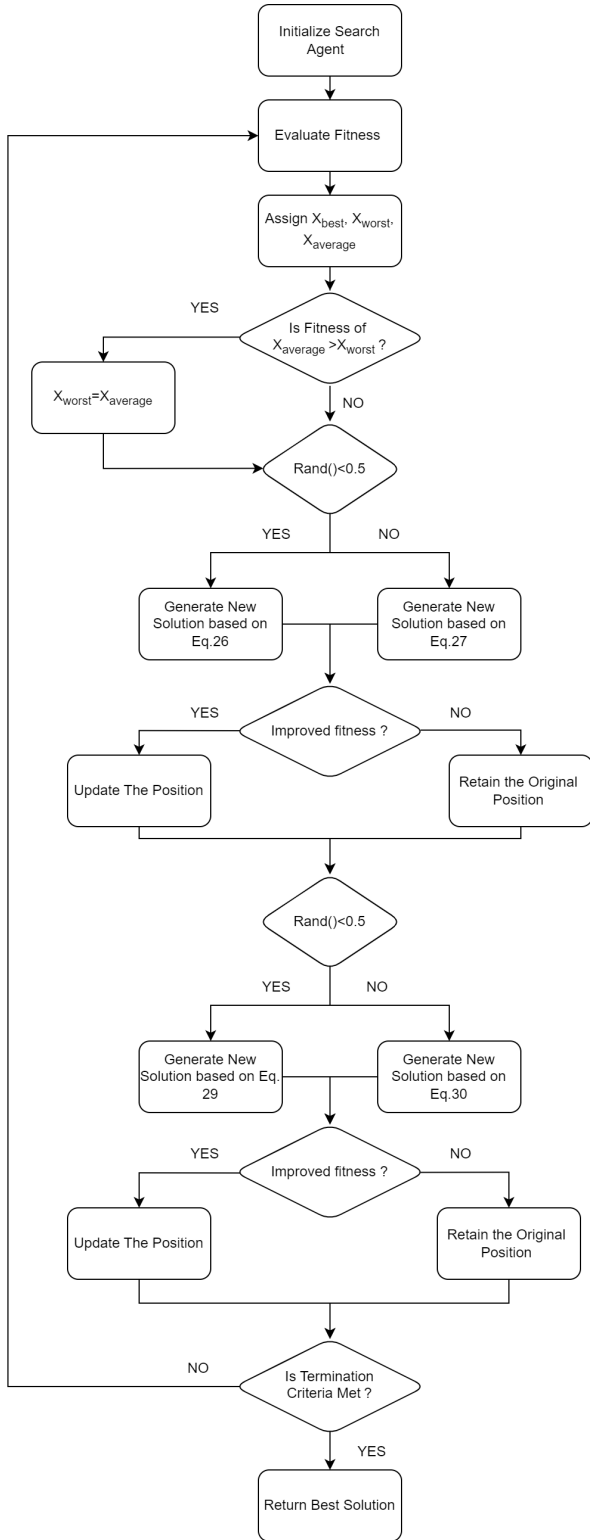 Initialize Search
Agent
Evaluate Fitness
Assign Xbest, Xworst,
Xaverage
YES
Is Fitness of
Xaverage >Xworst ?
Xworst=Xaverage
NO
Rand()<0.5
YES
NO
Generate New
Solution based on
Eq.26
Generate New
Solution based on
Eq.27
YES
Improved fitness ?
NO
Update The Position
Retain the Original
Position
Rand()<0.5
YES
NO
Generate New
Solution based on Eq.
29
Generate New
Solution based on
Eq.30
YES
Improved fitness ?
NO
Update The Position
Retain the Original
Position
NO
Is Termination
Criteria Met ?
YES
Return Best Solution